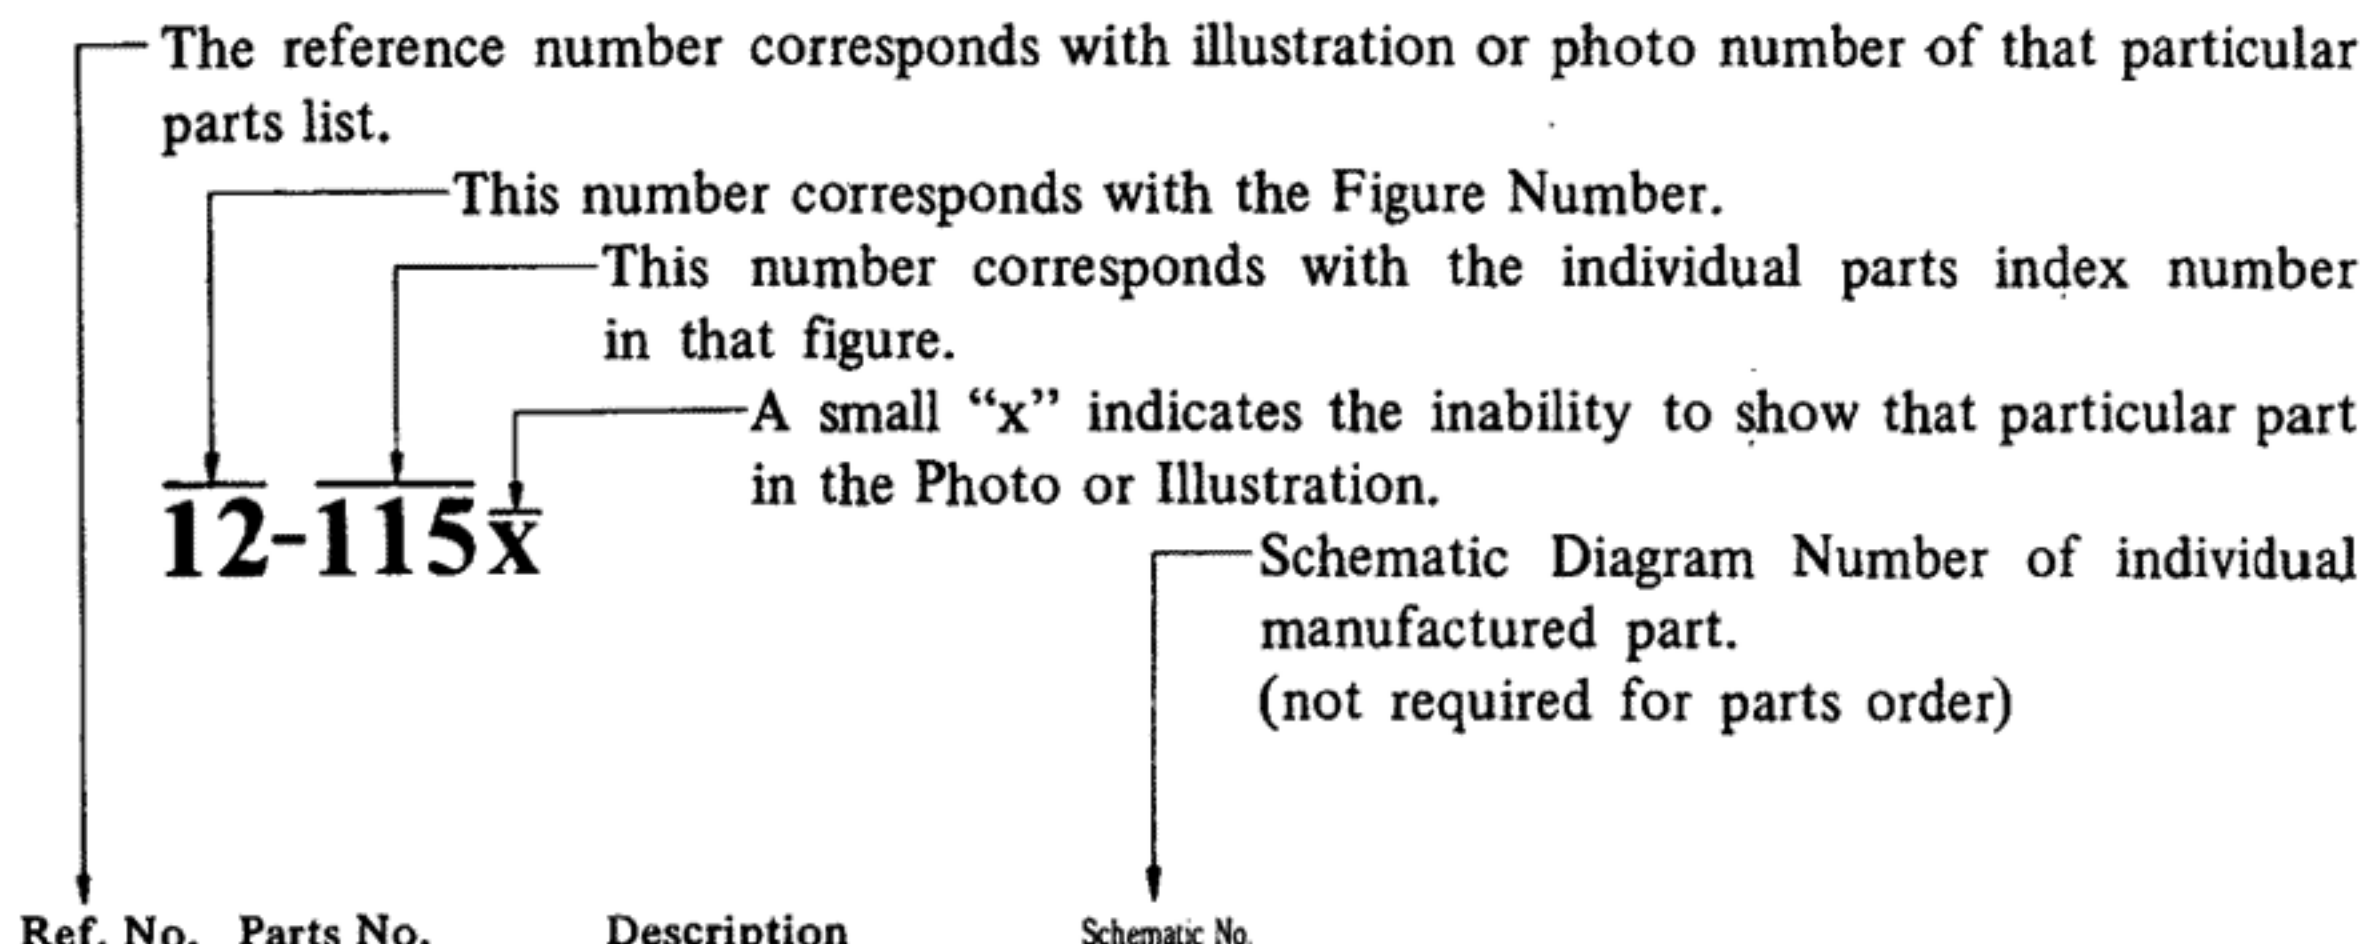 The reference number corresponds with illustration or photo number of that particular
parts list.
This number corresponds with the Figure Number.
This number corresponds with the individual parts index number
in that figure.
A small “x” indicates the inability to show that particular part
in the Photo or Illustration.
12-115x
Schematic Diagram Number of individual
manufactured part.
(not required for parts order)
Ref. No. Parts No. Description Schematic No.